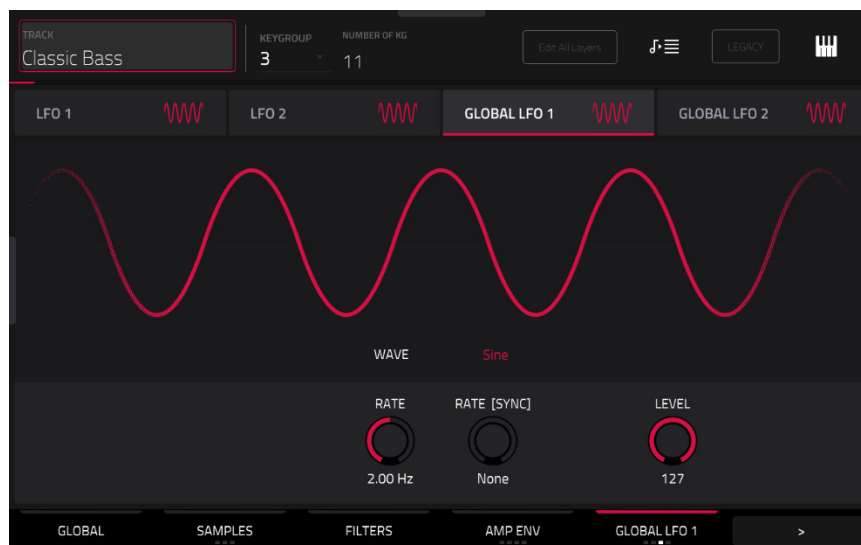 TRACK
Classic Bass
KEYGROUP
3
NUMBER OF KG
11
Edit All Layers
LEGACY
LFO 1
LFO 2
GLOBAL LFO 1
GLOBAL LFO 2
WAVE
Sine
RATE
2.00 Hz
RATE [SYNC]
None
LEVEL
127
GLOBAL
SAMPLES
FILTERS
AMP ENV
GLOBAL LFO 1
>